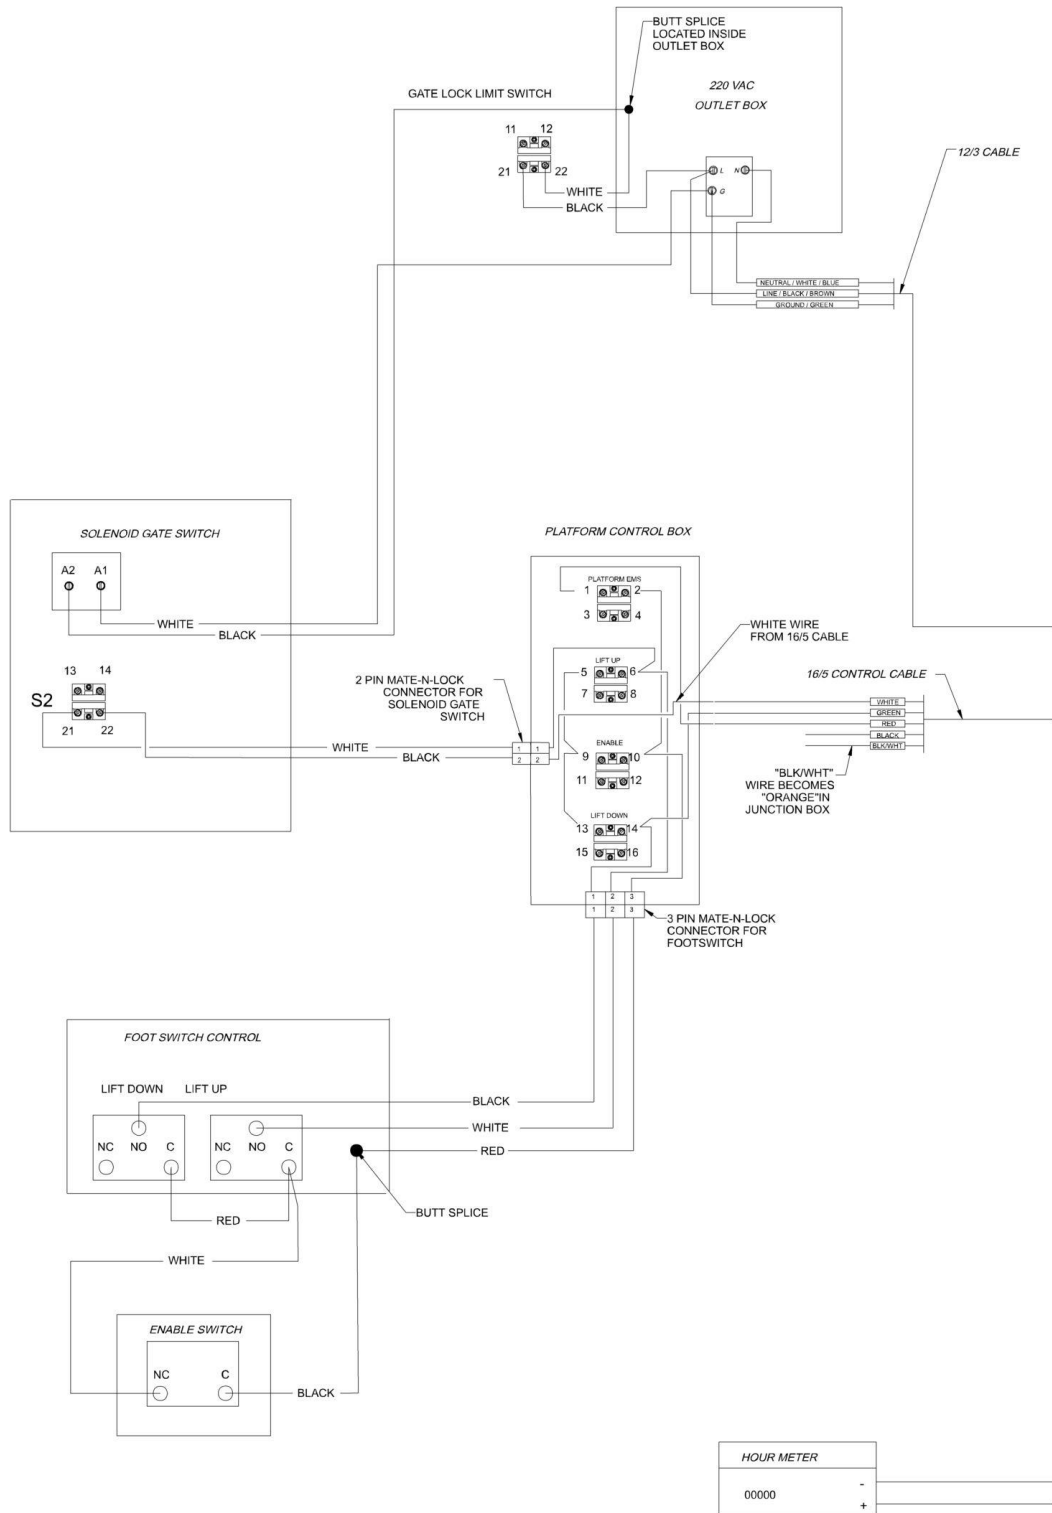 BUTT SPLICE
LOCATED INSIDE
OUTLET BOX
220 VAC
OUTLET BOX
GATE LOCK LIMIT SWITCH
11 12
21 22
WHITE
BLACK
L N
G
12/3 CABLE
NEUTRAL / WHITE / BLUE
LINE / BLACK / BROWN
GROUND / GREEN
SOLENOID GATE SWITCH
A2 A1
WHITE
BLACK
S2
13 14
21 22
WHITE
BLACK
2 PIN MATE-N-LOCK
CONNECTOR FOR
SOLENOID GATE
SWITCH
1 1
2 2
PLATFORM CONTROL BOX
PLATFORM EMS
1 2
3 4
LIFT UP
5 6
7 8
ENABLE
9 10
11 12
LIFT DOWN
13 14
15 16
1 2 3
1 2 3
WHITE WIRE
FROM 16/5 CABLE
16/5 CONTROL CABLE
WHITE
GREEN
RED
BLACK
BLK/WHT
"BLK/WHT"
WIRE BECOMES
"ORANGE"IN
JUNCTION BOX
3 PIN MATE-N-LOCK
CONNECTOR FOR
FOOTSWITCH
FOOT SWITCH CONTROL
LIFT DOWN LIFT UP
NC NO C
NC NO C
BLACK
WHITE
RED
BUTT SPLICE
RED
WHITE
ENABLE SWITCH
NC C
BLACK
HOUR METER
00000
-
+